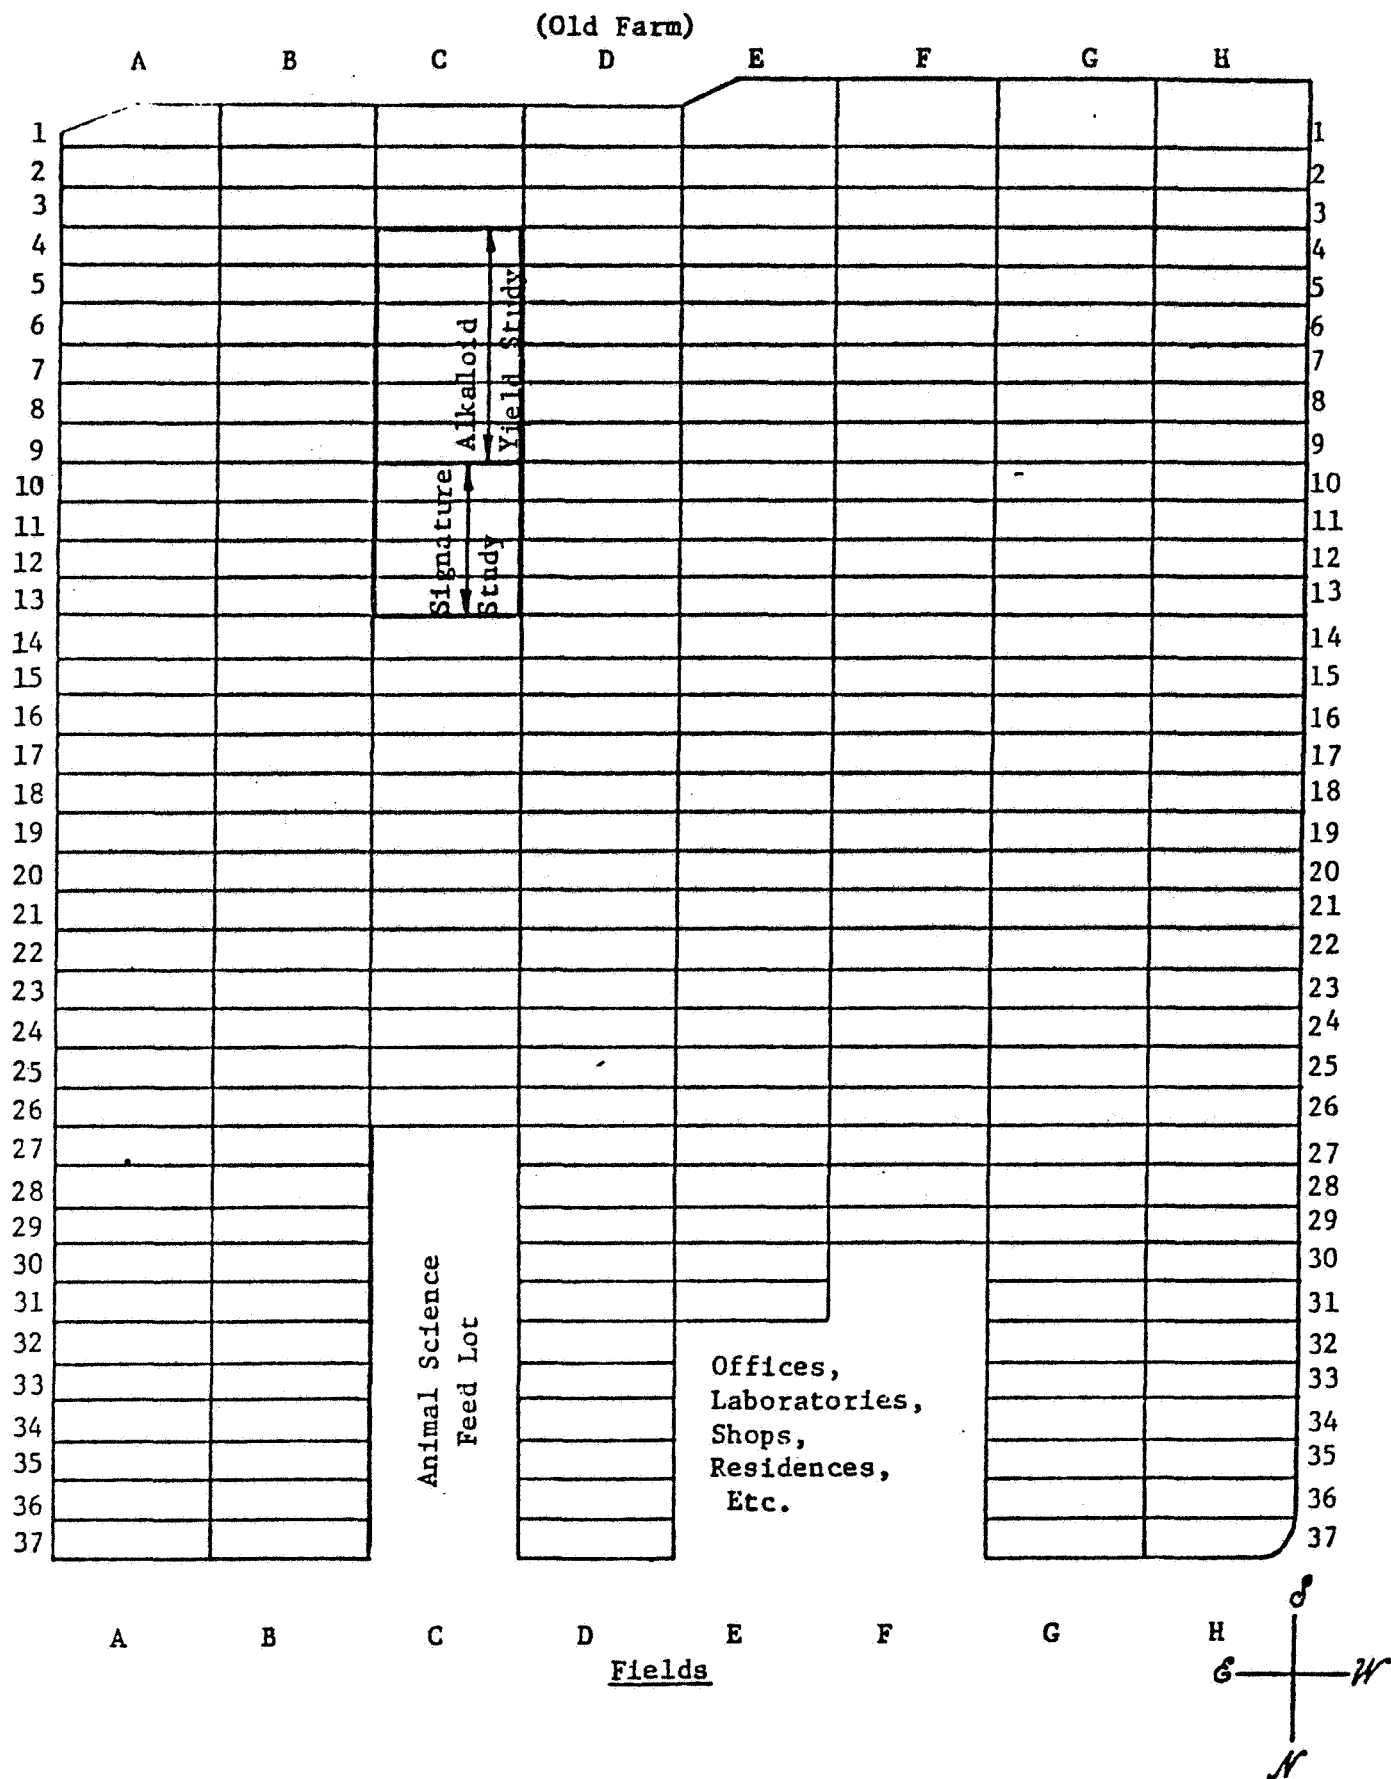 (Old Farm)
A B C D E F G H
1 1
2 2
3 3
4 4
5 5
6 6
7 7
8 8
9 9
10 10
11 11
12 12
13 13
14 14
15 15
16 16
17 17
18 18
19 19
20 20
21 21
22 22
23 23
24 24
25 25
26 26
27 27
28 28
29 29
30 30
31 31
32 32
33 33
34 34
35 35
36 36
37 37
Alkaloid
Yield Study
Signature
Study
Animal Science
Feed Lot
Offices,
Laboratories,
Shops,
Residences,
Etc.
A B C D E F G H
Fields
S
E W
N